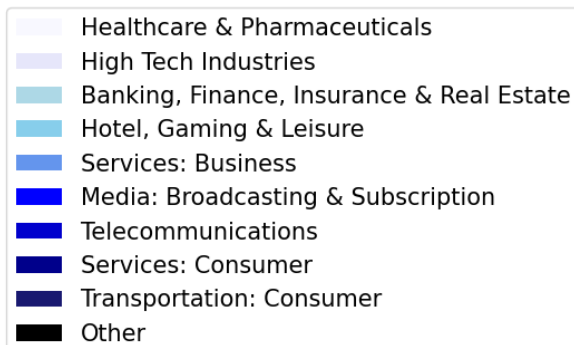 Healthcare & Pharmaceuticals
High Tech Industries
Banking, Finance, Insurance & Real Estate
Hotel, Gaming & Leisure
Services: Business
Media: Broadcasting & Subscription
Telecommunications
Services: Consumer
Transportation: Consumer
Other